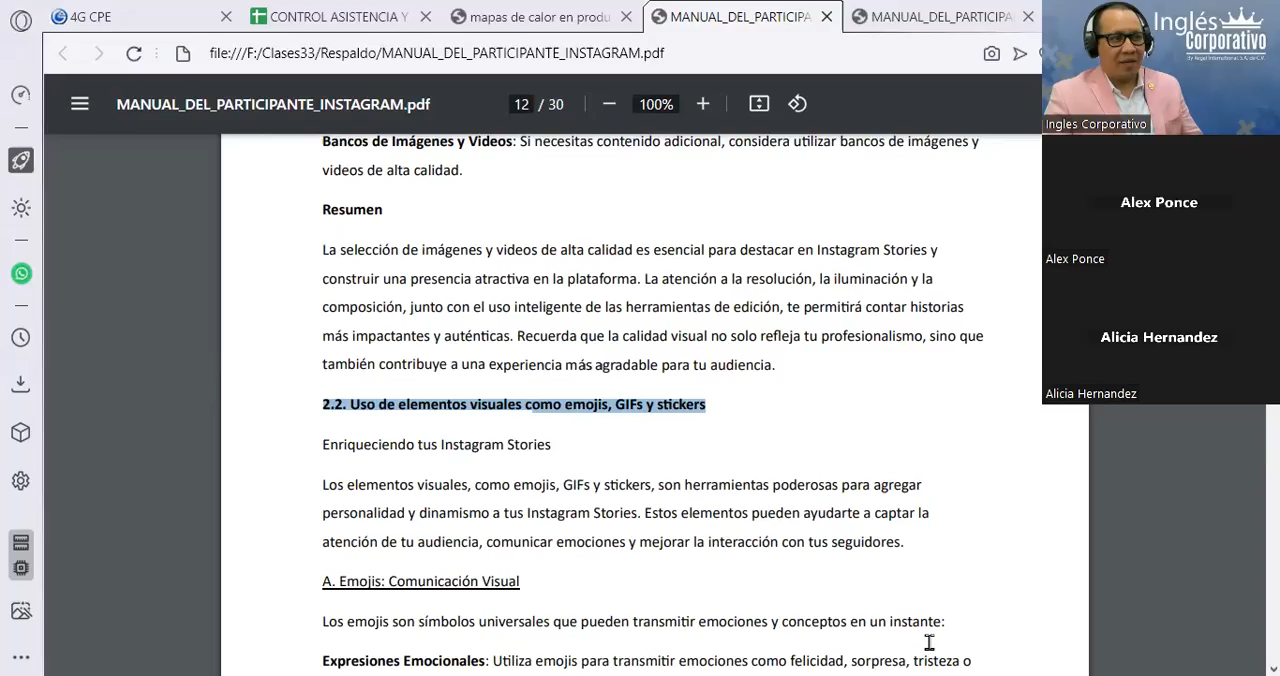 4G CPE
CONTROL ASISTENCIA Y
mapas de calor en produ
MANUAL_DEL_PARTICIPA
MANUAL_DEL_PARTICIPA
file:///F:/Clases33/Respaldo/MANUAL_DEL_PARTICIPANTE_INSTAGRAM.pdf
MANUAL_DEL_PARTICIPANTE_INSTAGRAM.pdf
12 / 30
100%
Bancos de Imágenes y Videos: Si necesitas contenido adicional, considera utilizar bancos de imágenes y
videos de alta calidad.
Resumen
La selección de imágenes y videos de alta calidad es esencial para destacar en Instagram Stories y
construir una presencia atractiva en la plataforma. La atención a la resolución, la iluminación y la
composición, junto con el uso inteligente de las herramientas de edición, te permitirá contar historias
más impactantes y auténticas. Recuerda que la calidad visual no solo refleja tu profesionalismo, sino que
también contribuye a una experiencia más agradable para tu audiencia.
2.2. Uso de elementos visuales como emojis, GIFs y stickers
Enriqueciendo tus Instagram Stories
Los elementos visuales, como emojis, GIFs y stickers, son herramientas poderosas para agregar
personalidad y dinamismo a tus Instagram Stories. Estos elementos pueden ayudarte a captar la
atención de tu audiencia, comunicar emociones y mejorar la interacción con tus seguidores.
A. Emojis: Comunicación Visual
Los emojis son símbolos universales que pueden transmitir emociones y conceptos en un instante:
Expresiones Emocionales: Utiliza emojis para transmitir emociones como felicidad, sorpresa, tristeza o
Inglés
Corporativo
By Regal International, S.A. de C.V.
Ingles Corporativo
Alex Ponce
Alex Ponce
Alicia Hernandez
Alicia Hernandez